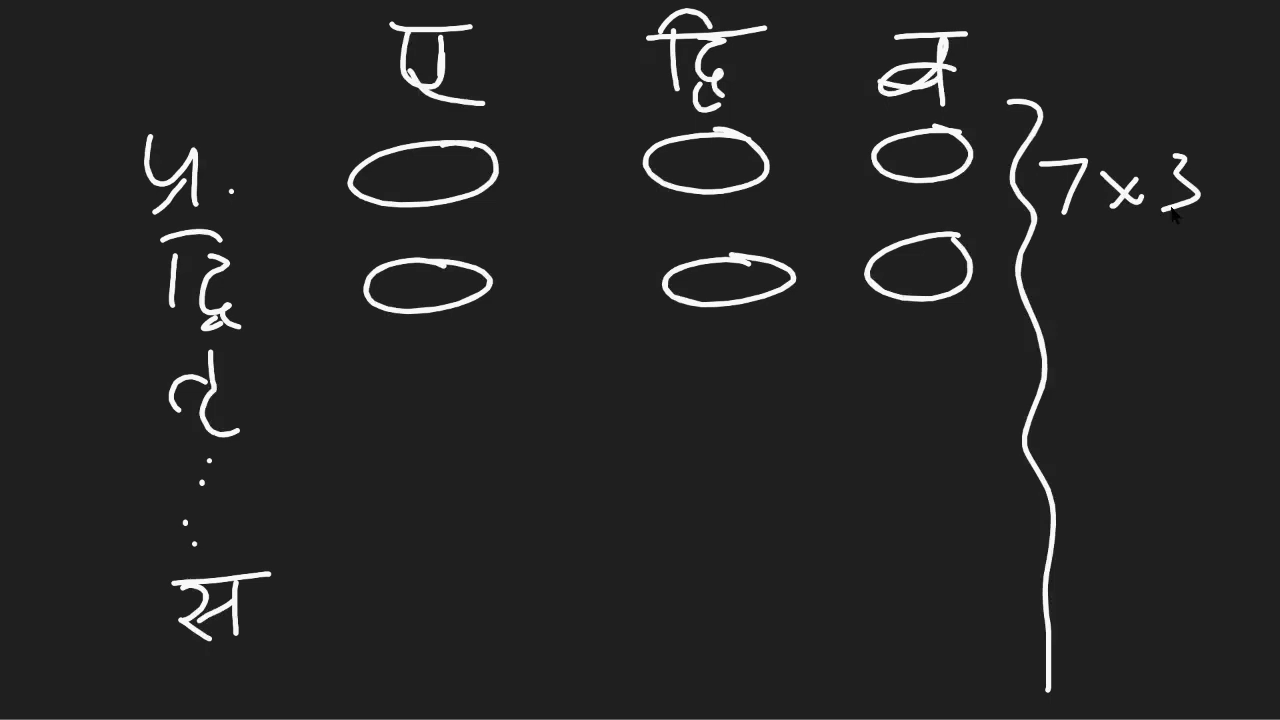 ए द्वि ब
प्र. 7 x 3
द्वि
तृ
स